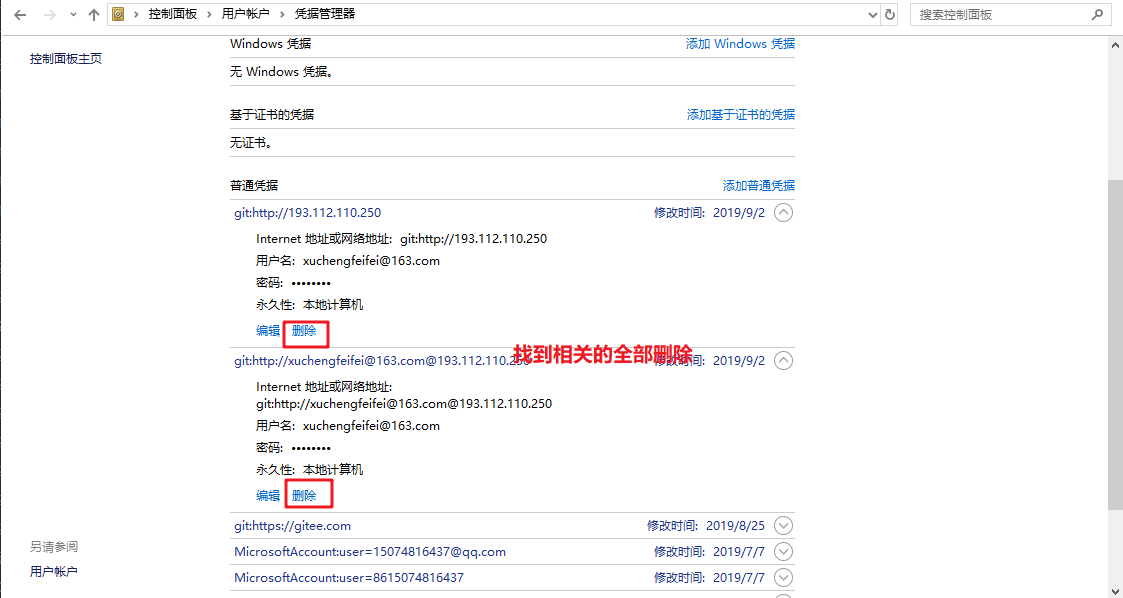 控制面板 › 用户帐户 › 凭据管理器
搜索控制面板
控制面板主页
Windows 凭据 添加 Windows 凭据
无 Windows 凭据。
基于证书的凭据 添加基于证书的凭据
无证书。
普通凭据 添加普通凭据
git:http://193.112.110.250 修改时间: 2019/9/2
Internet 地址或网络地址: git:http://193.112.110.250
用户名: xuchengfeifei@163.com
密码: ••••••••
永久性: 本地计算机
编辑 删除
找到相关的全部删除
git:http://xuchengfeifei@163.com@193.112.110.250 修改时间: 2019/9/2
Internet 地址或网络地址:
git:http://xuchengfeifei@163.com@193.112.110.250
用户名: xuchengfeifei@163.com
密码: ••••••••
永久性: 本地计算机
编辑 删除
git:https://gitee.com 修改时间: 2019/8/25
MicrosoftAccount:user=15074816437@qq.com 修改时间: 2019/7/7
MicrosoftAccount:user=8615074816437 修改时间: 2019/7/7
另请参阅
用户帐户